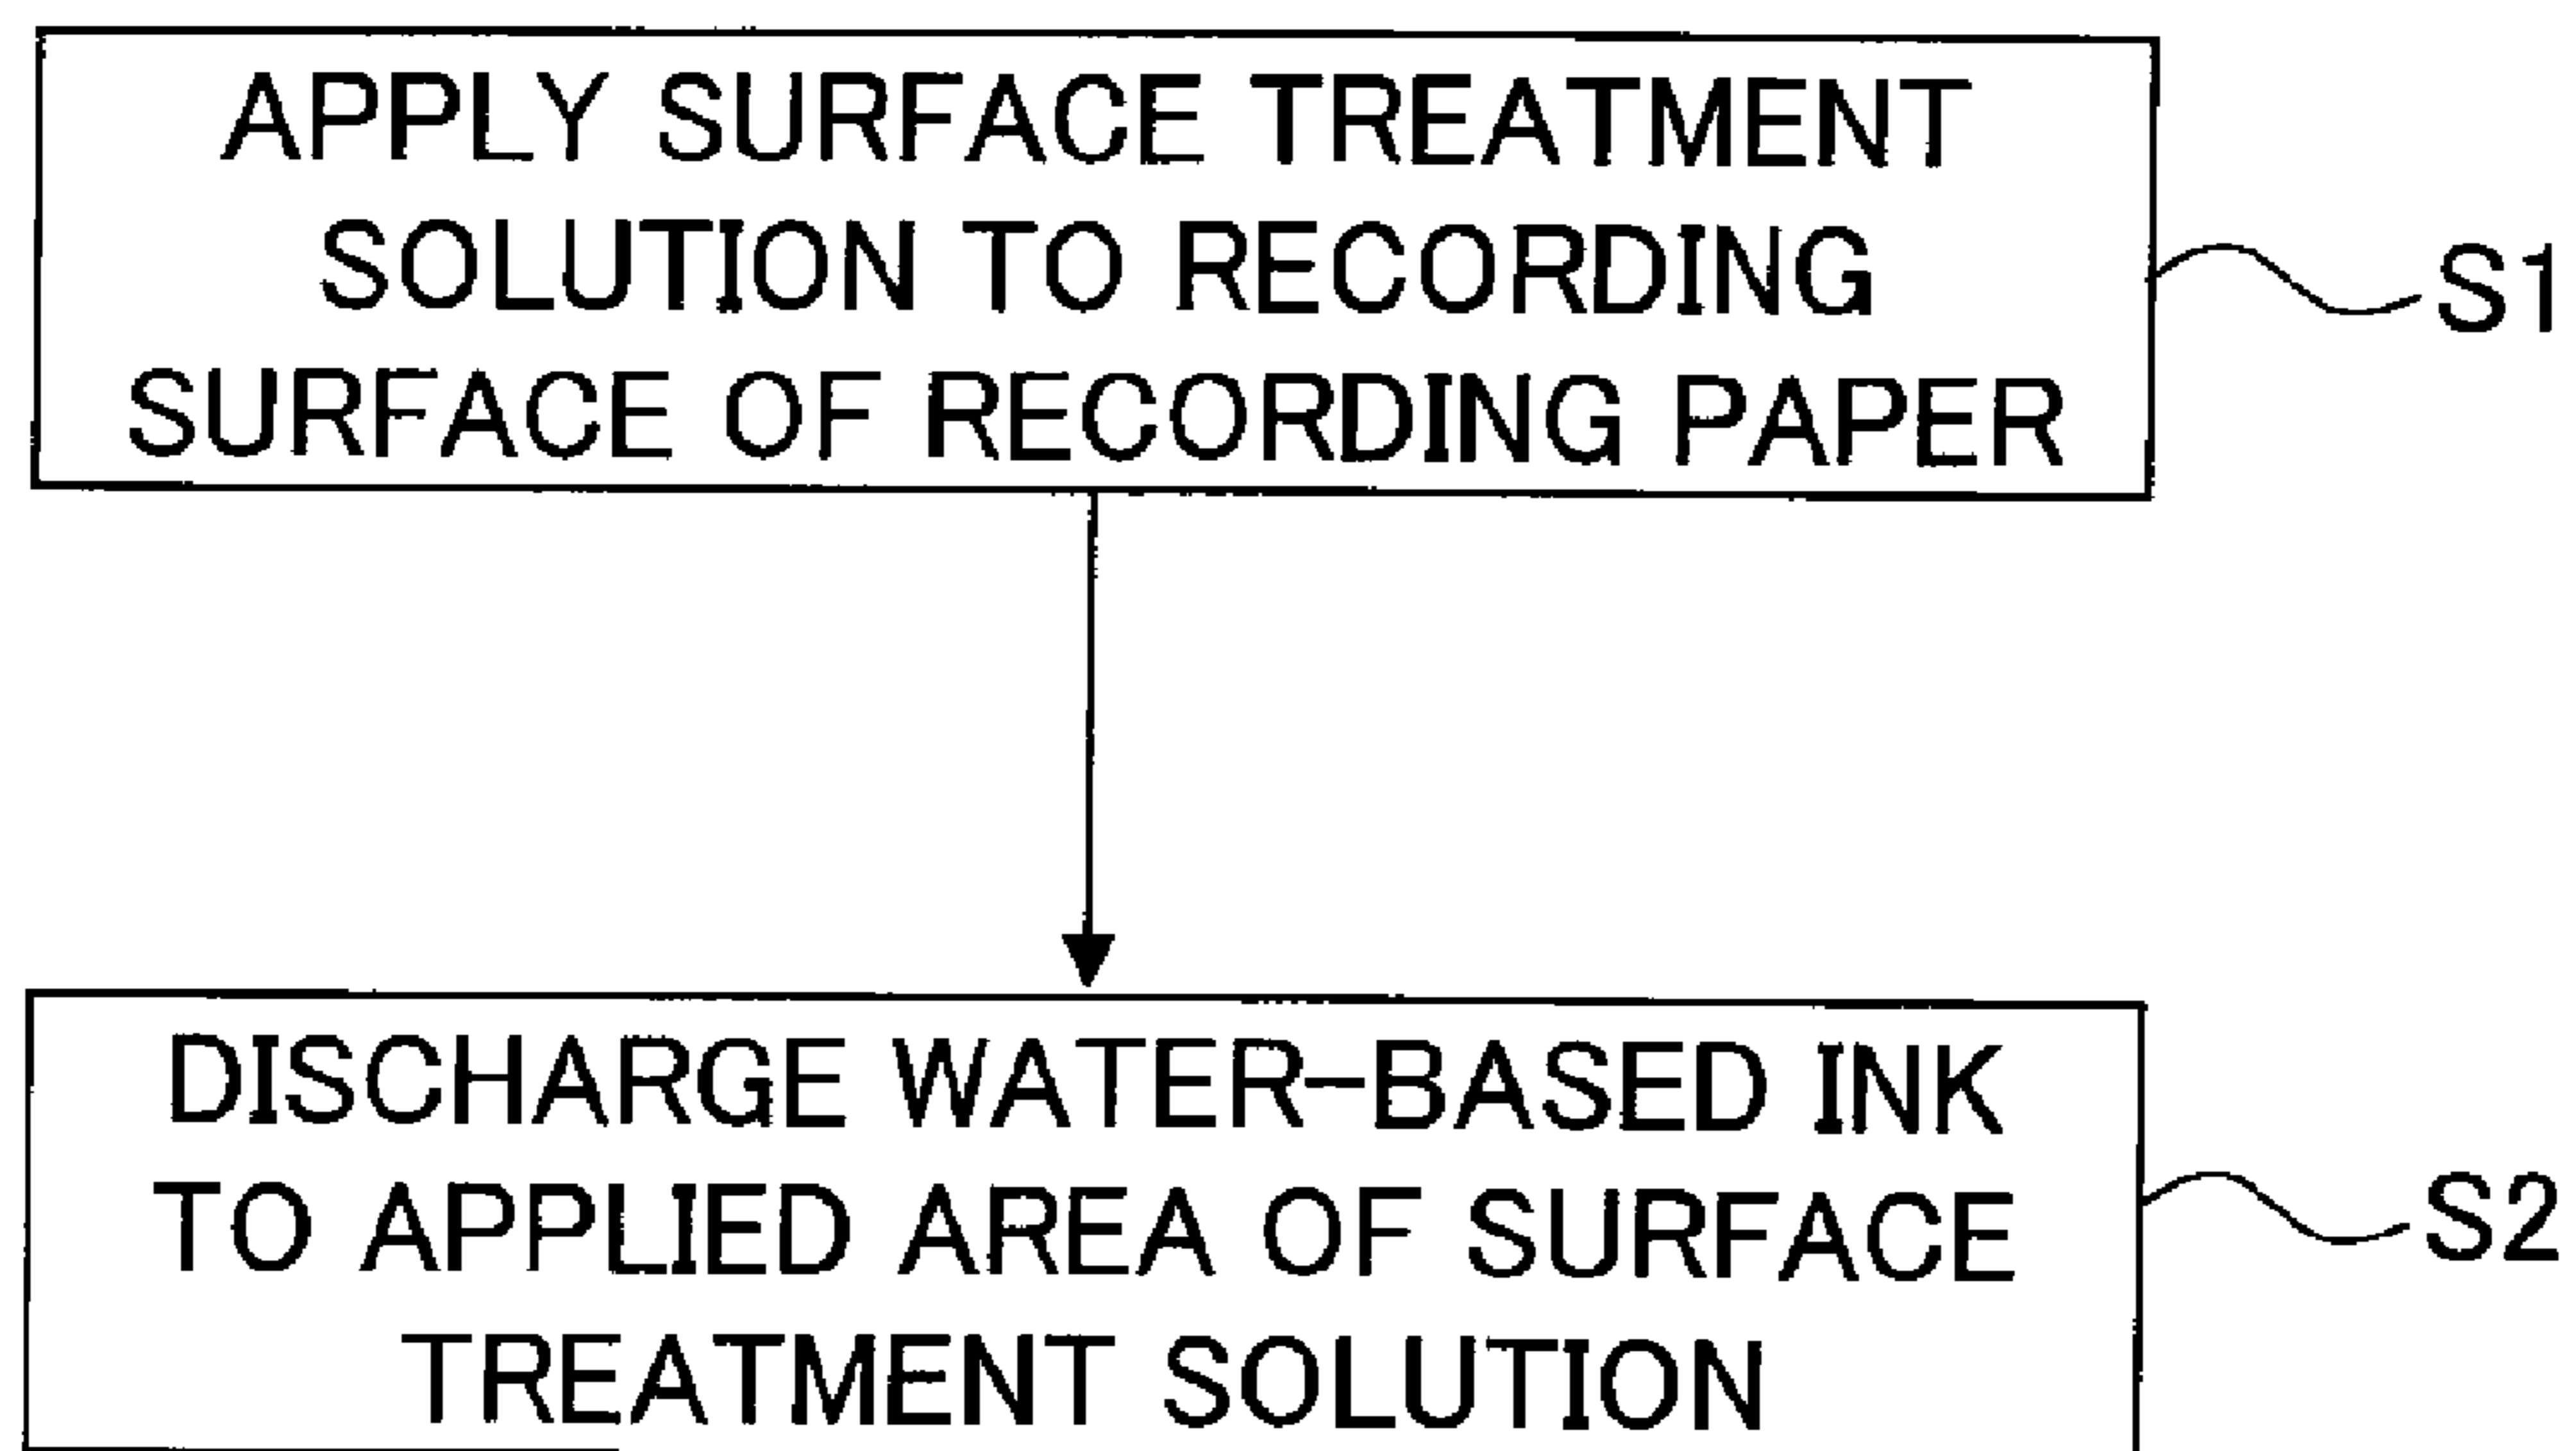 APPLY SURFACE TREATMENT
SOLUTION TO RECORDING
SURFACE OF RECORDING PAPER
S1
DISCHARGE WATER-BASED INK
TO APPLIED AREA OF SURFACE
TREATMENT SOLUTION
S2